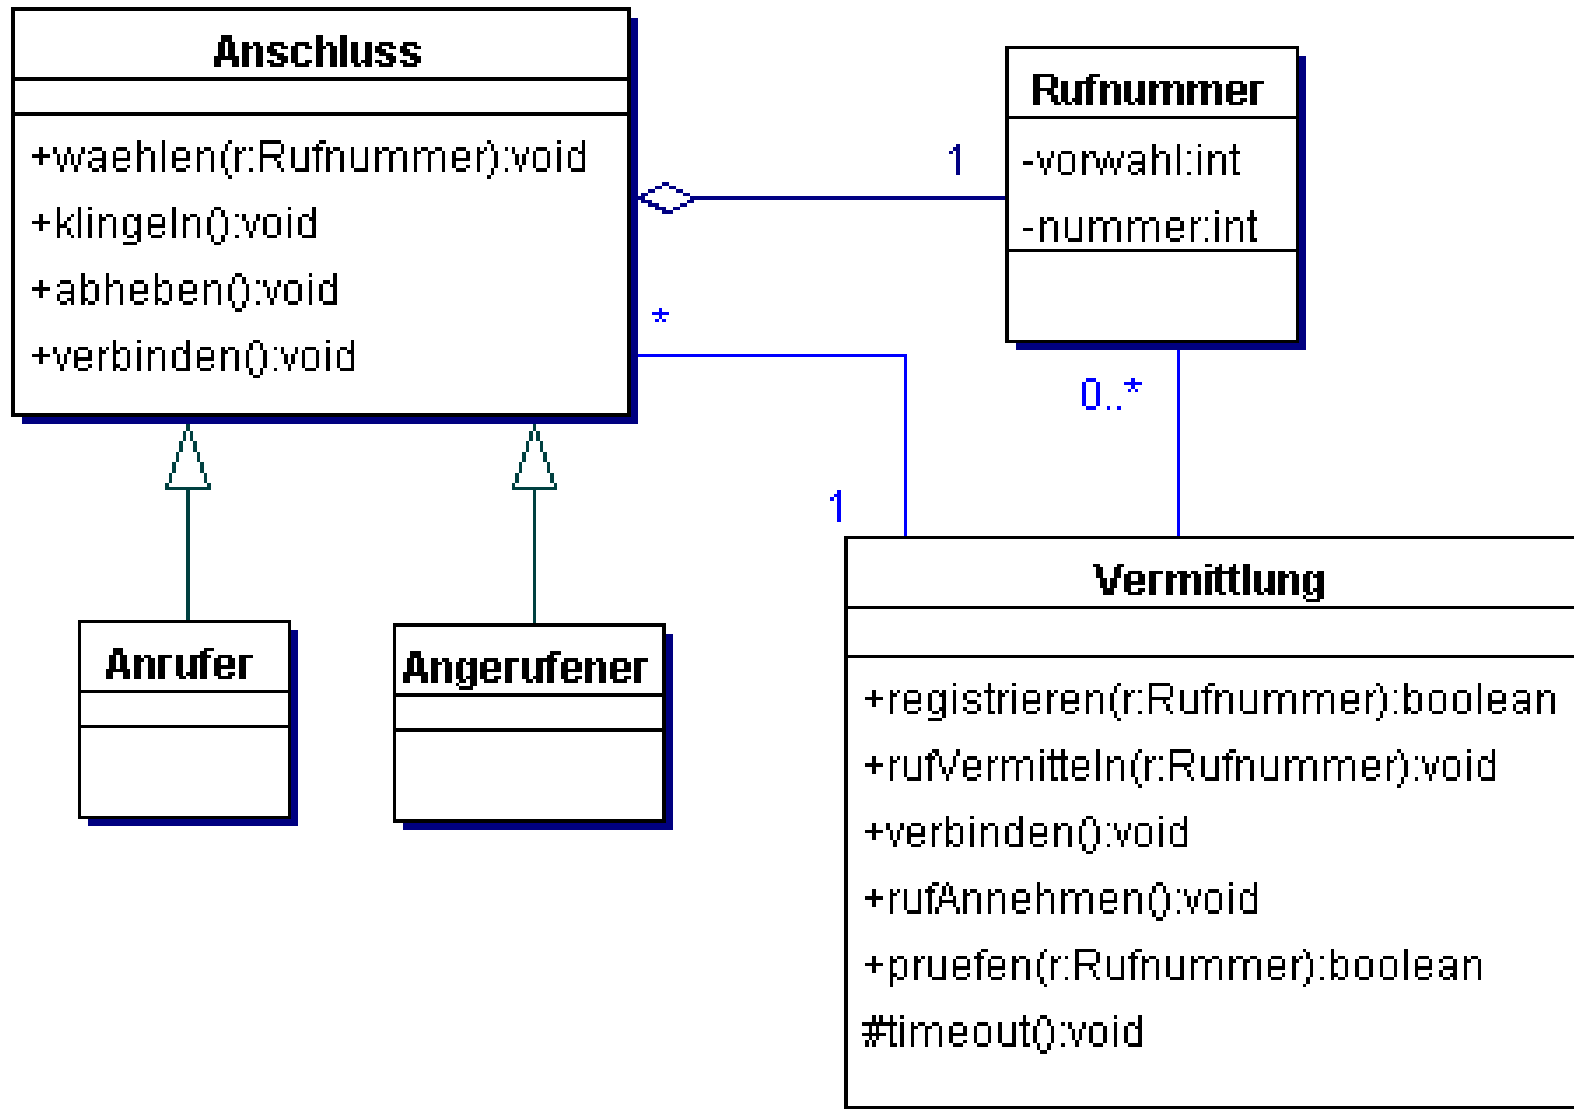 Anschluss
+waehlen(r:Rufnummer):void
+klingeln():void
+abheben():void
+verbinden():void
Rufnummer
-vorwahl:int
-nummer:int
1
*
0..*
1
Anrufer
Angerufener
Vermittlung
+registrieren(r:Rufnummer):boolean
+rufVermitteln(r:Rufnummer):void
+verbinden():void
+rufAnnehmen():void
+pruefen(r:Rufnummer):boolean
#timeout():void